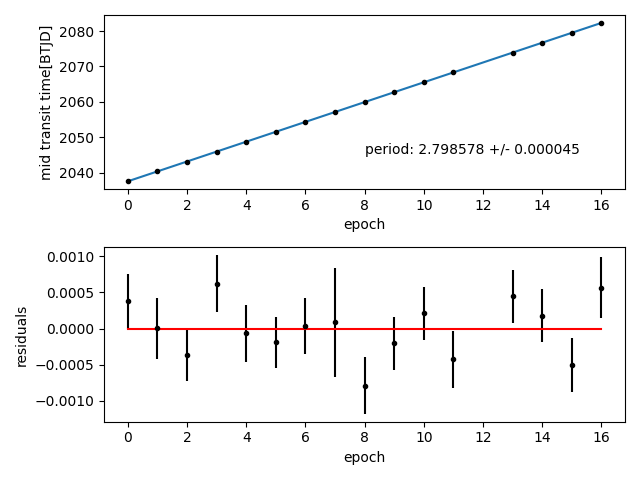 mid transit time[BTJD]
2080
2070
2060
2050
2040
period: 2.798578 +/- 0.000045
0 2 4 6 8 10 12 14 16
epoch
residuals
0.0010
0.0005
0.0000
−0.0005
−0.0010
0 2 4 6 8 10 12 14 16
epoch